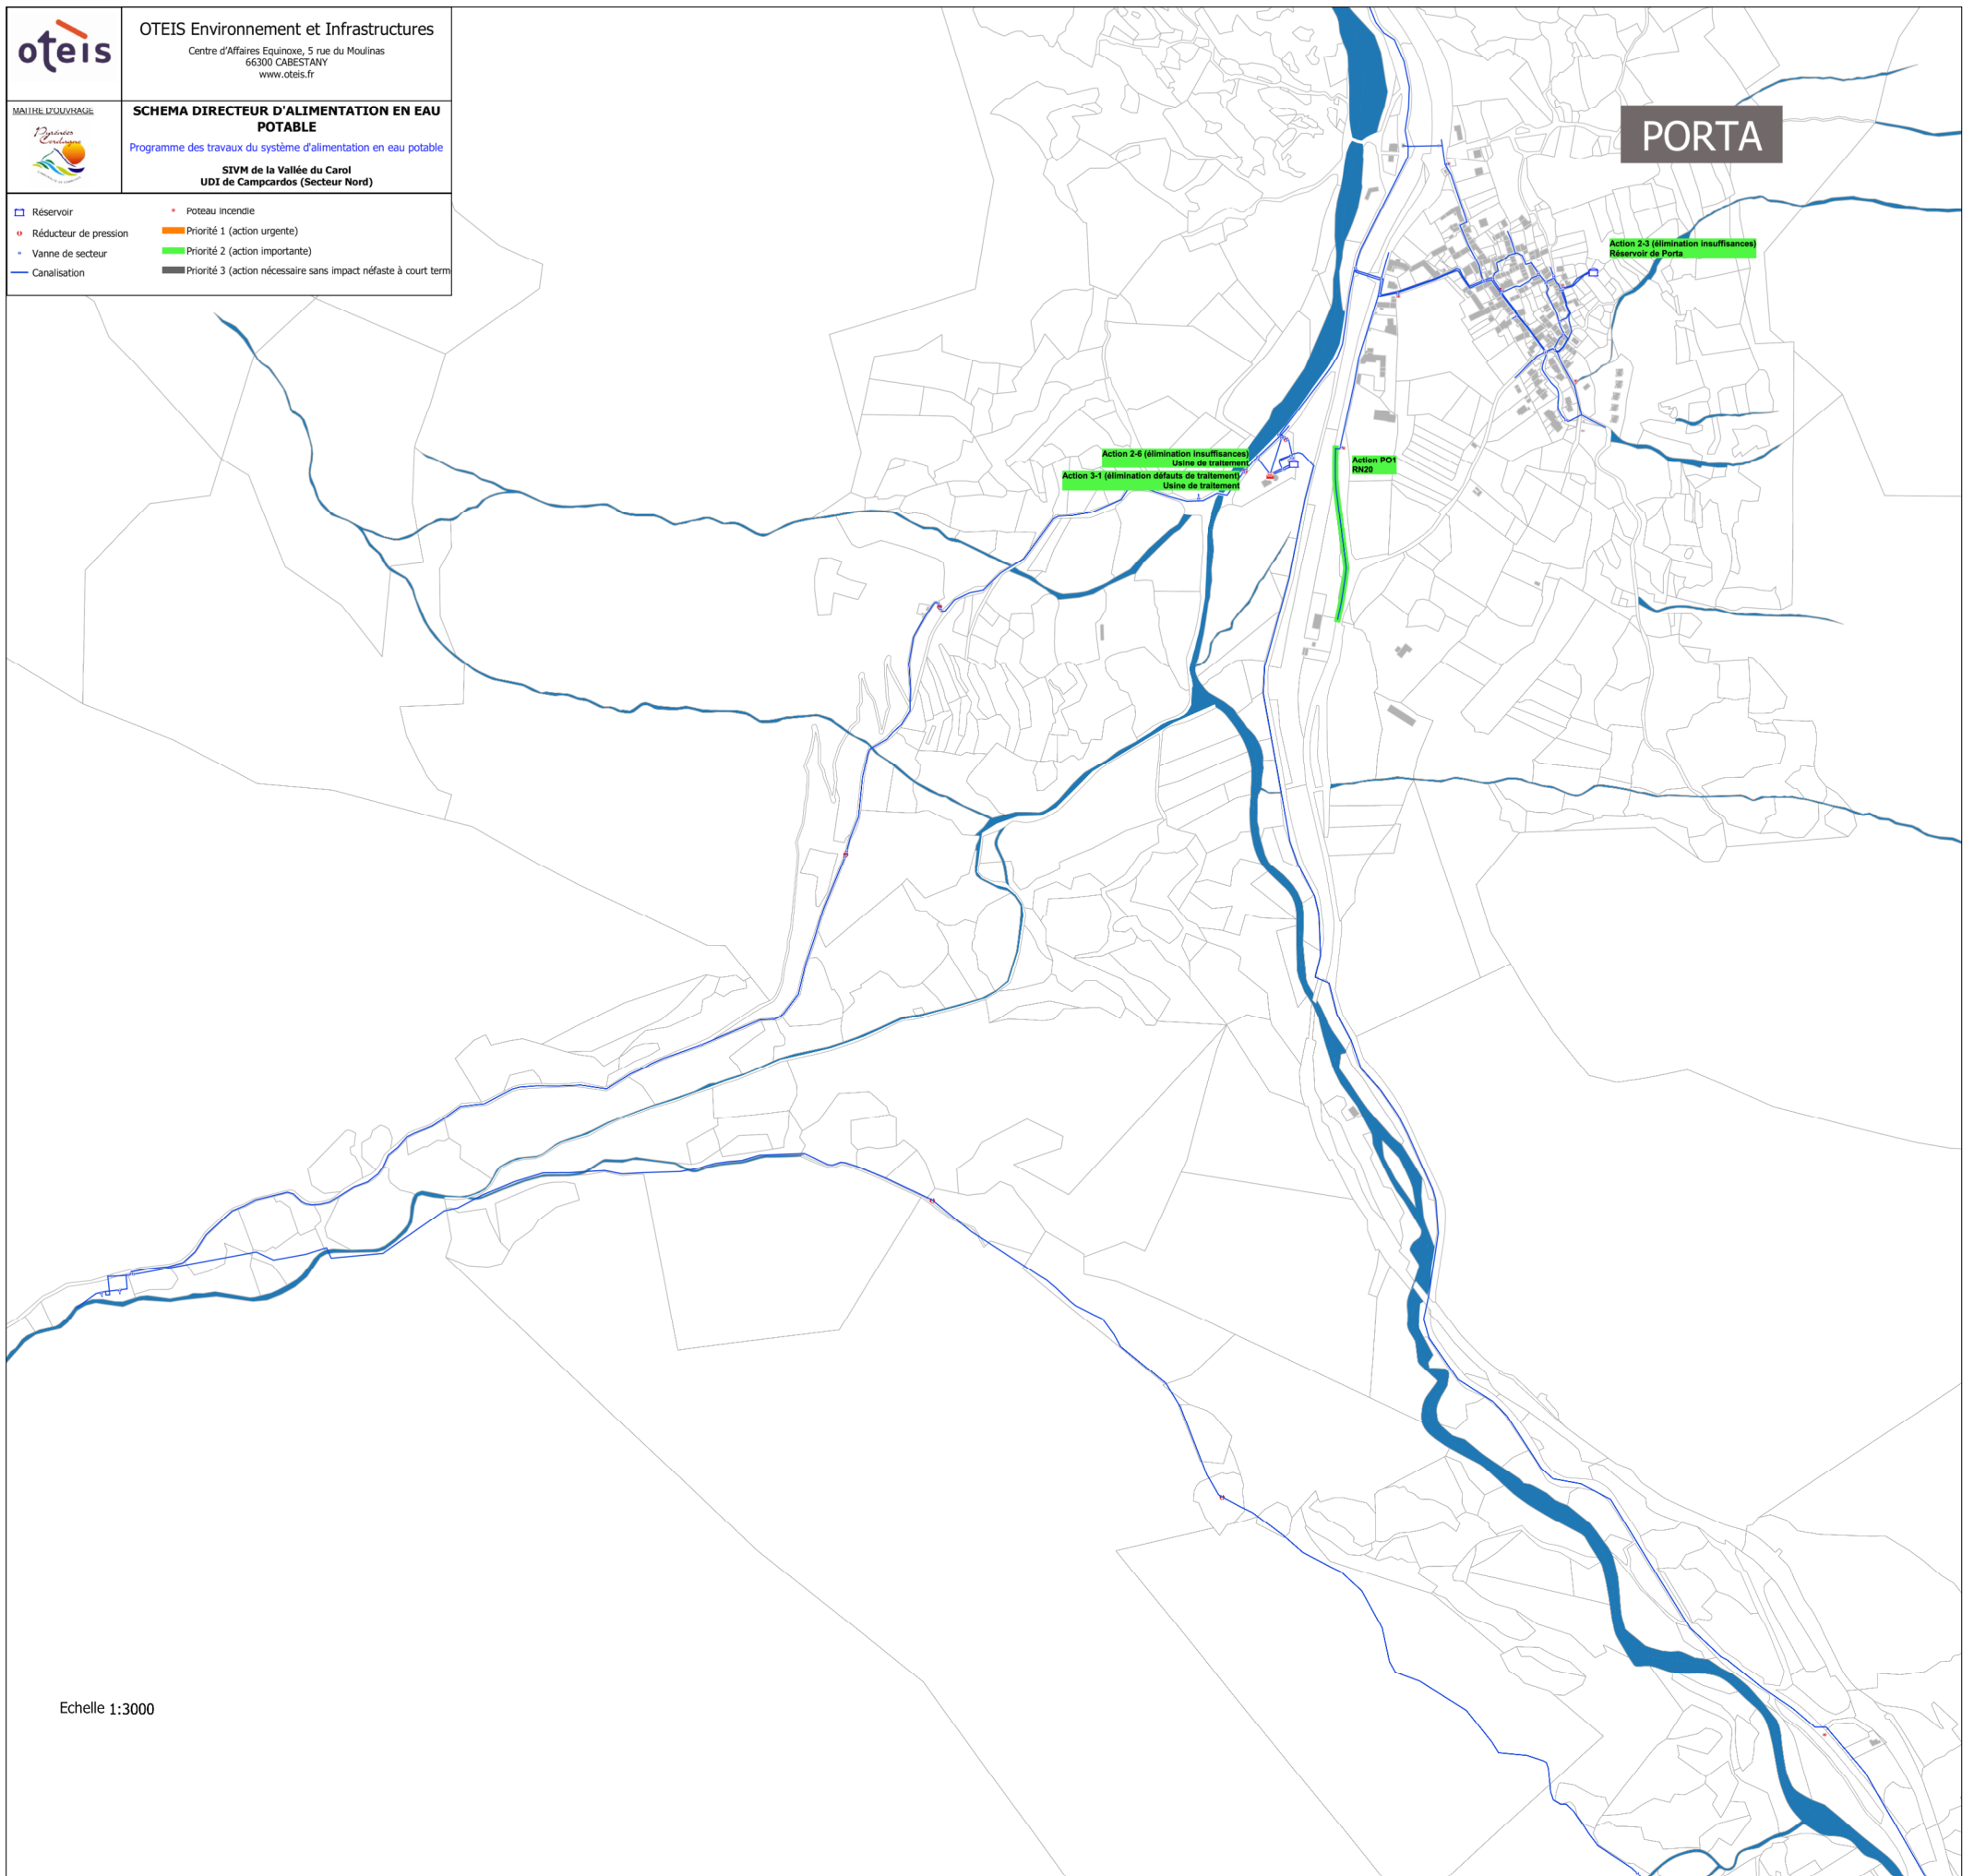 oteis
OTEIS Environnement et Infrastructures
Centre d'Affaires Equinoxe, 5 rue du Moulinas
66300 CABESTANY
www.oteis.fr
MAITRE D'OUVRAGE
Pyrénées
Cerdagne
SCHEMA DIRECTEUR D'ALIMENTATION EN EAU
POTABLE
Programme des travaux du système d'alimentation en eau potable
SIVM de la Vallée du Carol
UDI de Campcardos (Secteur Nord)
Réservoir
Réducteur de pression
Vanne de secteur
Canalisation
Poteau incendie
Priorité 1 (action urgente)
Priorité 2 (action importante)
Priorité 3 (action nécessaire sans impact néfaste à court term
PORTA
Action 2-3 (élimination insuffisances)
Réservoir de Porta
Action 2-6 (élimination insuffisances)
Usine de traitement
Action 3-1 (élimination défauts de traitement)
Usine de traitement
Action PO1
RN20
Echelle 1:3000